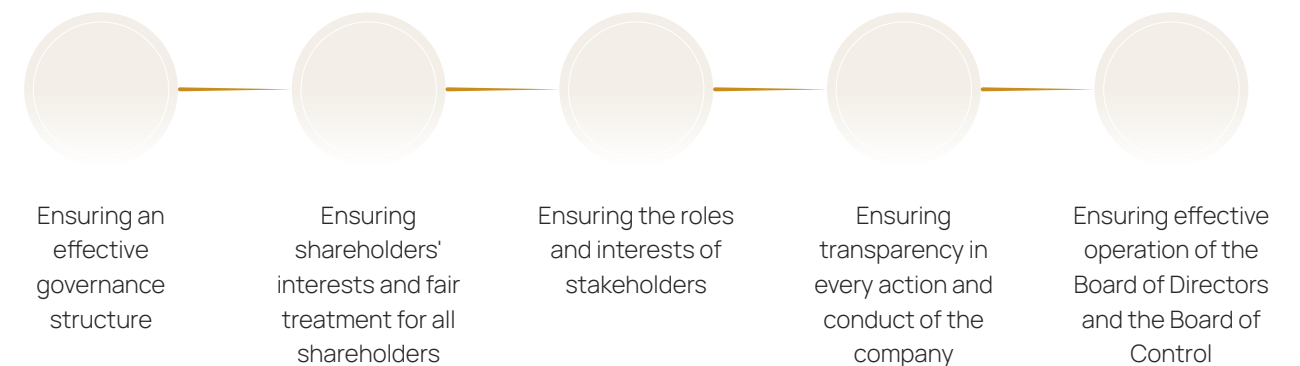 Ensuring an
effective
governance
structure
Ensuring
shareholders'
interests and fair
treatment for all
shareholders
Ensuring the roles
and interests of
stakeholders
Ensuring
transparency in
every action and
conduct of the
company
Ensuring effective
operation of the
Board of Directors
and the Board of
Control